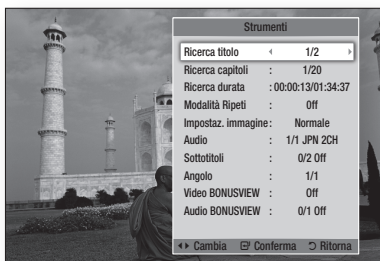 Strumenti
Ricerca titolo 1/2
Ricerca capitoli : 1/20
Ricerca durata : 00:00:13/01:34:37
Modalità Ripeti : Off
Impostaz. immagine : Normale
Audio : 1/1 JPN 2CH
Sottotitoli : 0/2 Off
Angolo : 1/1
Video BONUSVIEW : Off
Audio BONUSVIEW : 0/1 Off
Cambia Conferma Ritorna